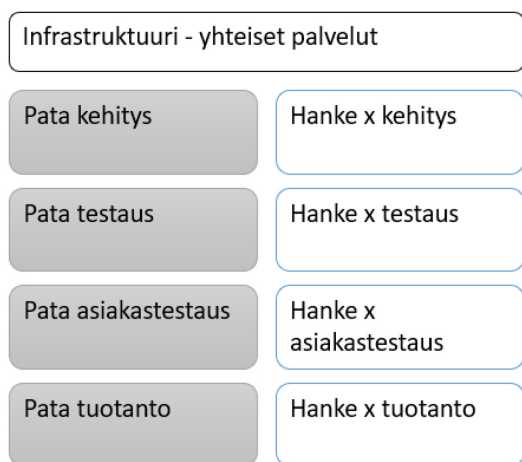 Infrastruktuuri - yhteiset palvelut
Pata kehitys
Hanke x kehitys
Pata testaus
Hanke x testaus
Pata asiakastestaus
Hanke x
asiakastestaus
Pata tuotanto
Hanke x tuotanto